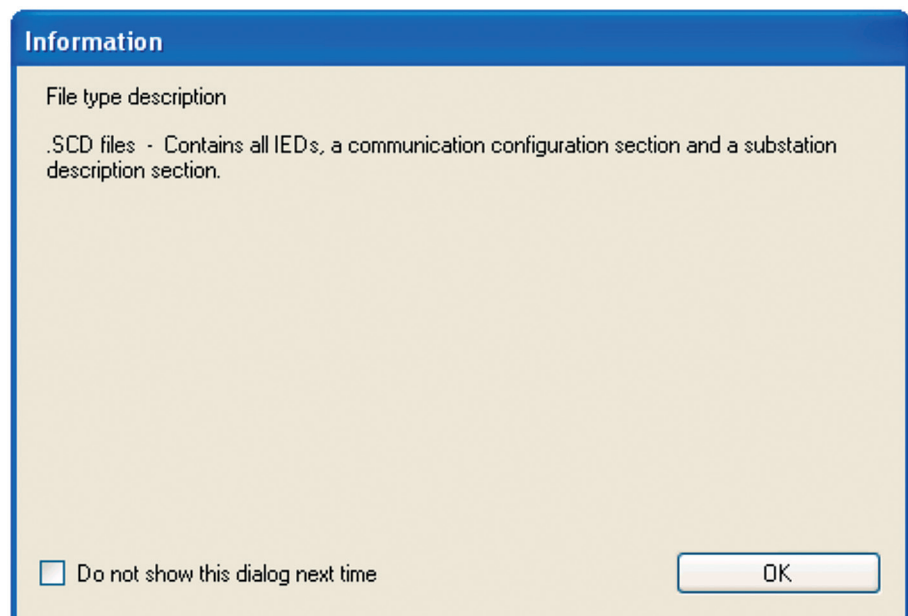 Information
File type description
.SCD files - Contains all IEDs, a communication configuration section and a substation
description section.
Do not show this dialog next time
OK